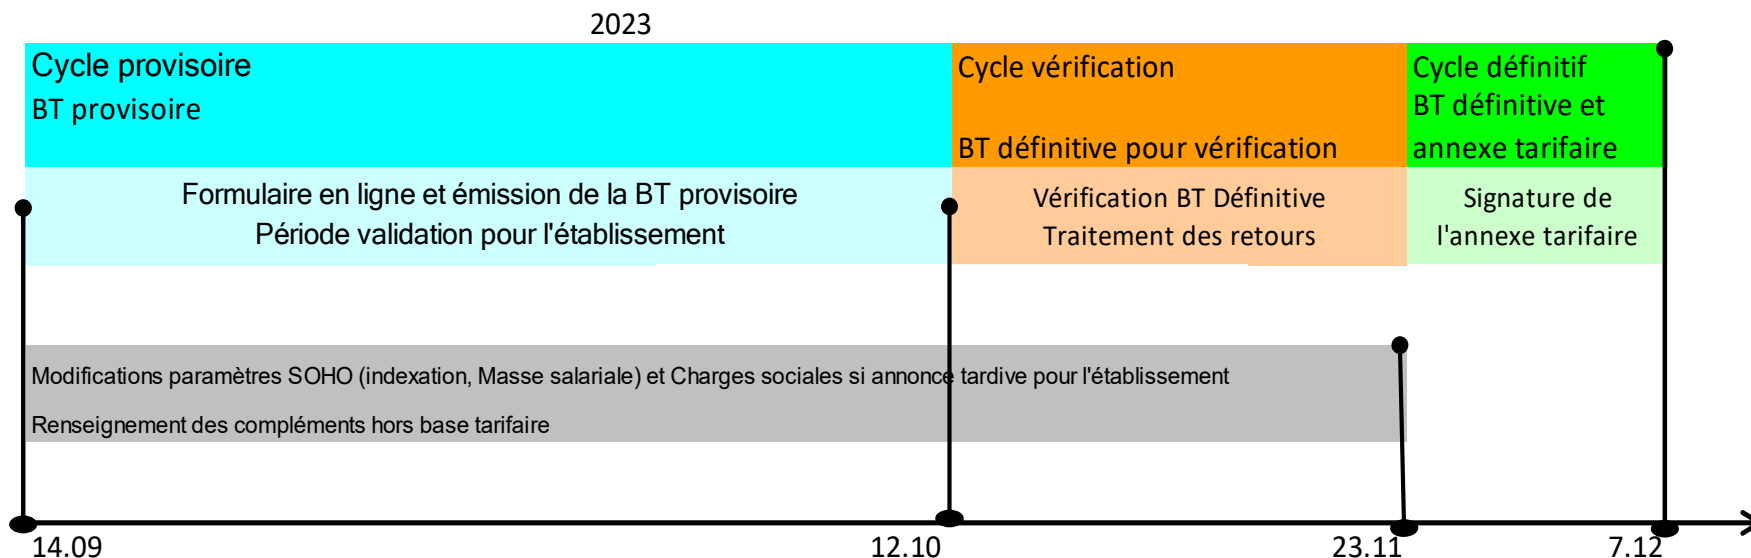 2023
Cycle provisoire
BT provisoire
Cycle vérification
BT définitive pour vérification
Cycle définitif
BT définitive et
annexe tarifaire
Formulaire en ligne et émission de la BT provisoire
Période validation pour l'établissement
Vérification BT Définitive
Traitement des retours
Signature de
l'annexe tarifaire
Modifications paramètres SOHO (indexation, Masse salariale) et Charges sociales si annonce tardive pour l'établissement
Renseignement des compléments hors base tarifaire
14.09
12.10
23.11
7.12